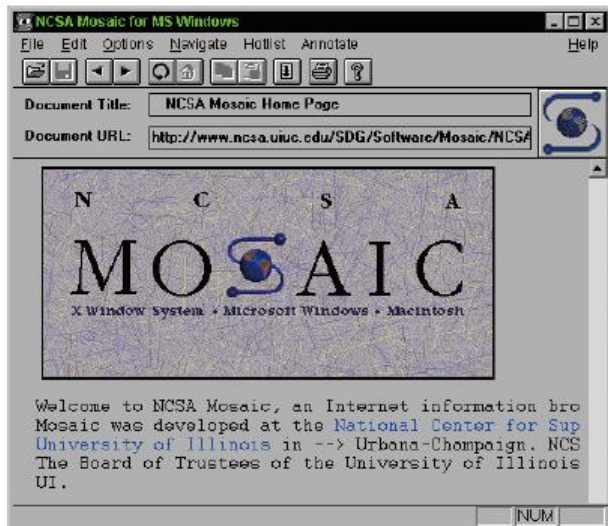 NCSA Mosaic for MS Windows
File Edit Options Navigate Hotlist Annotate Help
Document Title: NCSA Mosaic Home Page
Document URL: http://www.ncsa.uiuc.edu/SDG/Software/Mosaic/NCSA
N C S A
MOSAIC
X Window System • Microsoft Windows • Macintosh
Welcome to NCSA Mosaic, an Internet information bro
Mosaic was developed at the National Center for Sup
University of Illinois in --> Urbana-Champaign. NCS
The Board of Trustees of the University of Illinois
UI.
NUM